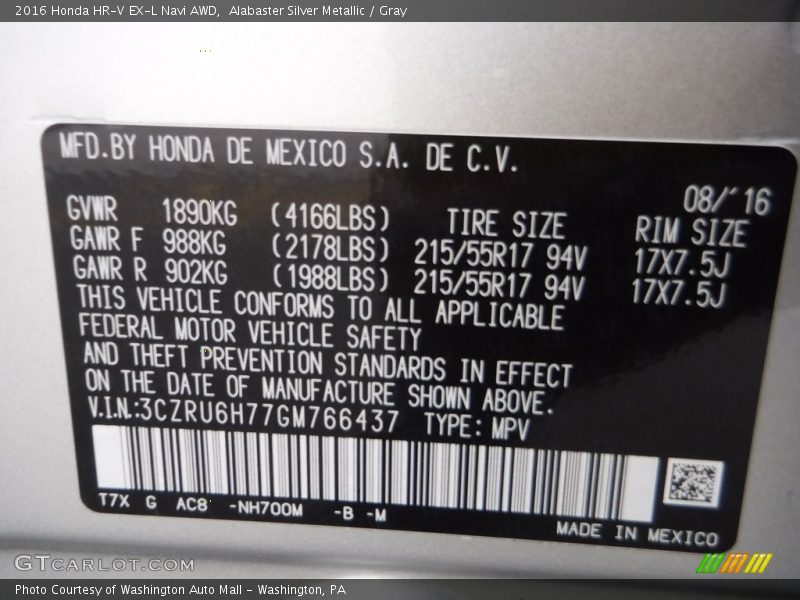 2016 Honda HR-V EX-L Navi AWD,  Alabaster Silver Metallic / Gray
MFD.BY HONDA DE MEXICO S.A. DE C.V.
08/'16
GVWR 1890KG (4166LBS) TIRE SIZE RIM SIZE
GAWR F 988KG (2178LBS) 215/55R17 94V 17X7.5J
GAWR R 902KG (1988LBS) 215/55R17 94V 17X7.5J
THIS VEHICLE CONFORMS TO ALL APPLICABLE
FEDERAL MOTOR VEHICLE SAFETY
AND THEFT PREVENTION STANDARDS IN EFFECT
ON THE DATE OF MANUFACTURE SHOWN ABOVE.
V.I.N.:3CZRU6H77GM766437 TYPE: MPV
T7X G AC8 -NH700M -B -M
MADE IN MEXICO
GTCARLOT.COM
Photo Courtesy of Washington Auto Mall - Washington, PA